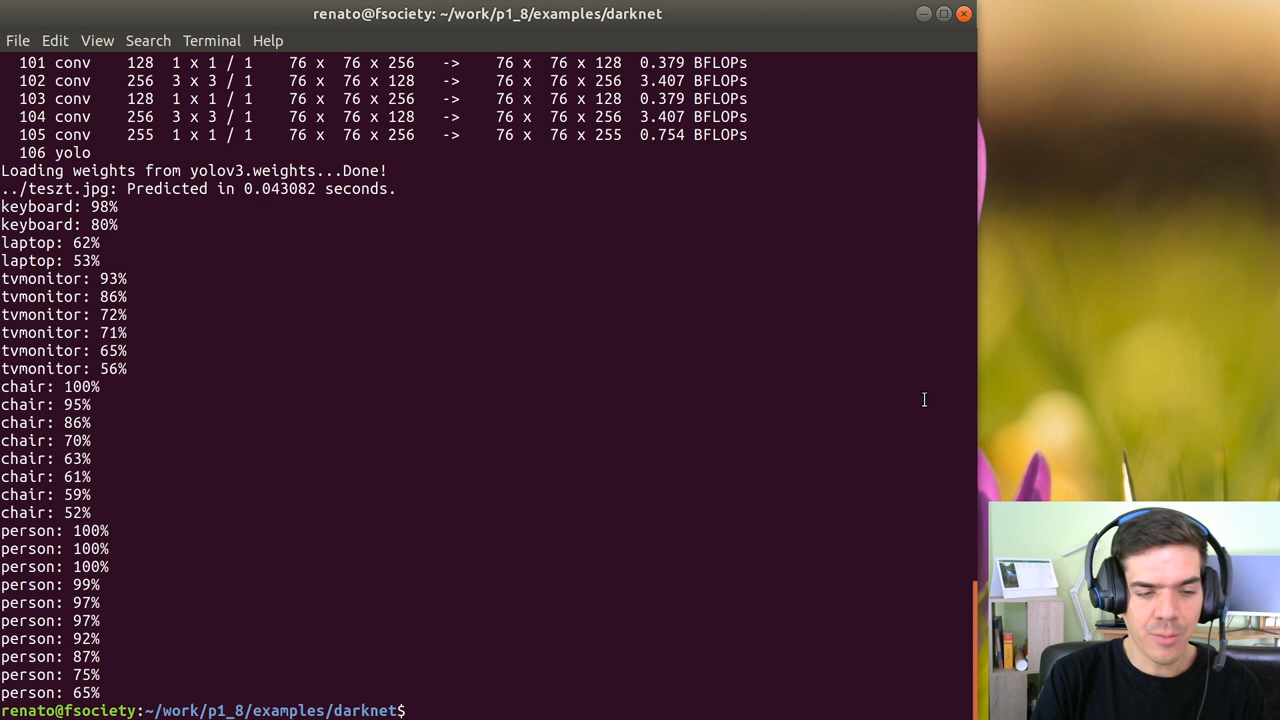 renato@fsociety: ~/work/p1_8/examples/darknet
File Edit View Search Terminal Help
101 conv 128 1 x 1 / 1 76 x 76 x 256 -> 76 x 76 x 128 0.379 BFLOPs
102 conv 256 3 x 3 / 1 76 x 76 x 128 -> 76 x 76 x 256 3.407 BFLOPs
103 conv 128 1 x 1 / 1 76 x 76 x 256 -> 76 x 76 x 128 0.379 BFLOPs
104 conv 256 3 x 3 / 1 76 x 76 x 128 -> 76 x 76 x 256 3.407 BFLOPs
105 conv 255 1 x 1 / 1 76 x 76 x 256 -> 76 x 76 x 255 0.754 BFLOPs
106 yolo
Loading weights from yolov3.weights...Done!
../teszt.jpg: Predicted in 0.043082 seconds.
keyboard: 98%
keyboard: 80%
laptop: 62%
laptop: 53%
tvmonitor: 93%
tvmonitor: 86%
tvmonitor: 72%
tvmonitor: 71%
tvmonitor: 65%
tvmonitor: 56%
chair: 100%
chair: 95%
chair: 86%
chair: 70%
chair: 63%
chair: 61%
chair: 59%
chair: 52%
person: 100%
person: 100%
person: 100%
person: 99%
person: 97%
person: 97%
person: 92%
person: 87%
person: 75%
person: 65%
renato@fsociety:~/work/p1_8/examples/darknet$